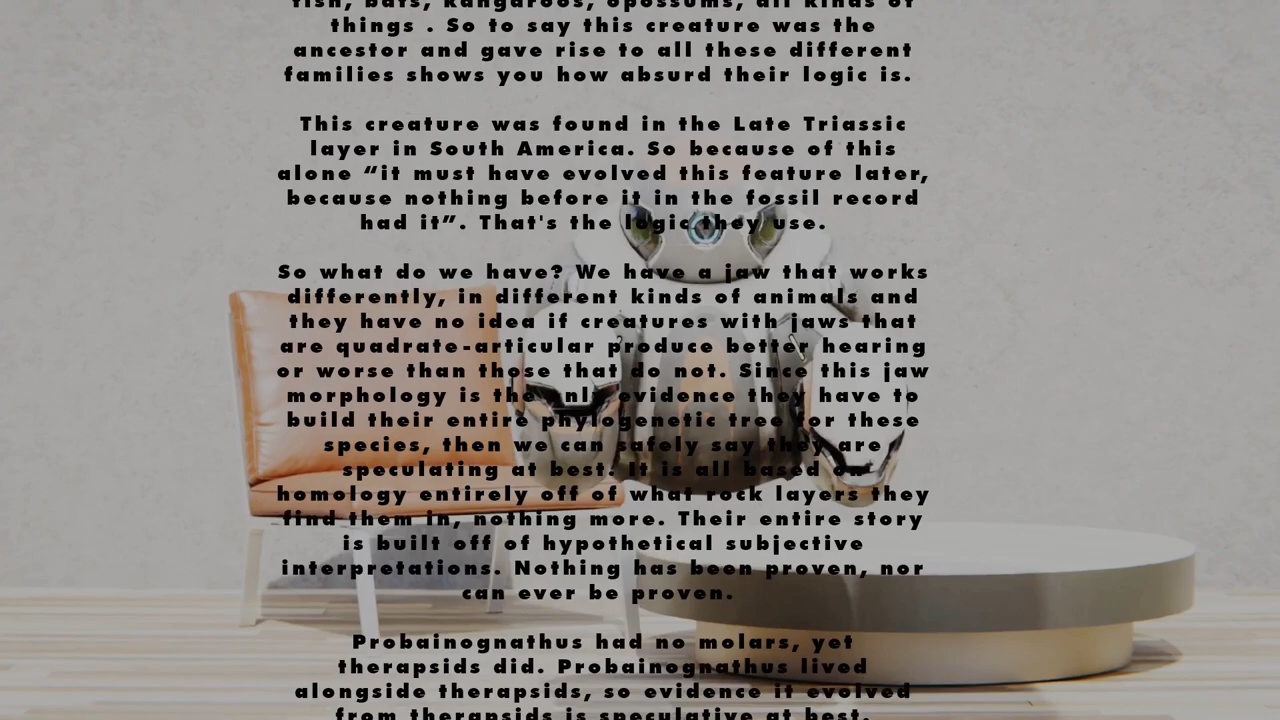 fish, bats, kangaroos, opossums, all kinds of
things . So to say this creature was the
ancestor and gave rise to all these different
families shows you how absurd their logic is.
This creature was found in the Late Triassic
layer in South America. So because of this
alone “it must have evolved this feature later,
because nothing before it in the fossil record
had it”. That's the logic they use.
So what do we have? We have a jaw that works
differently, in different kinds of animals and
they have no idea if creatures with jaws that
are quadrate-articular produce better hearing
or worse than those that do not. Since this jaw
morphology is the only evidence they have to
build their entire phylogenetic tree for these
species, then we can safely say they are
speculating at best. It is all based on
homology entirely off of what rock layers they
find them in, nothing more. Their entire story
is built off of hypothetical subjective
interpretations. Nothing has been proven, nor
can ever be proven.
Probainognathus had no molars, yet
therapsids did. Probainognathus lived
alongside therapsids, so evidence it evolved
from therapsids is speculative at best.